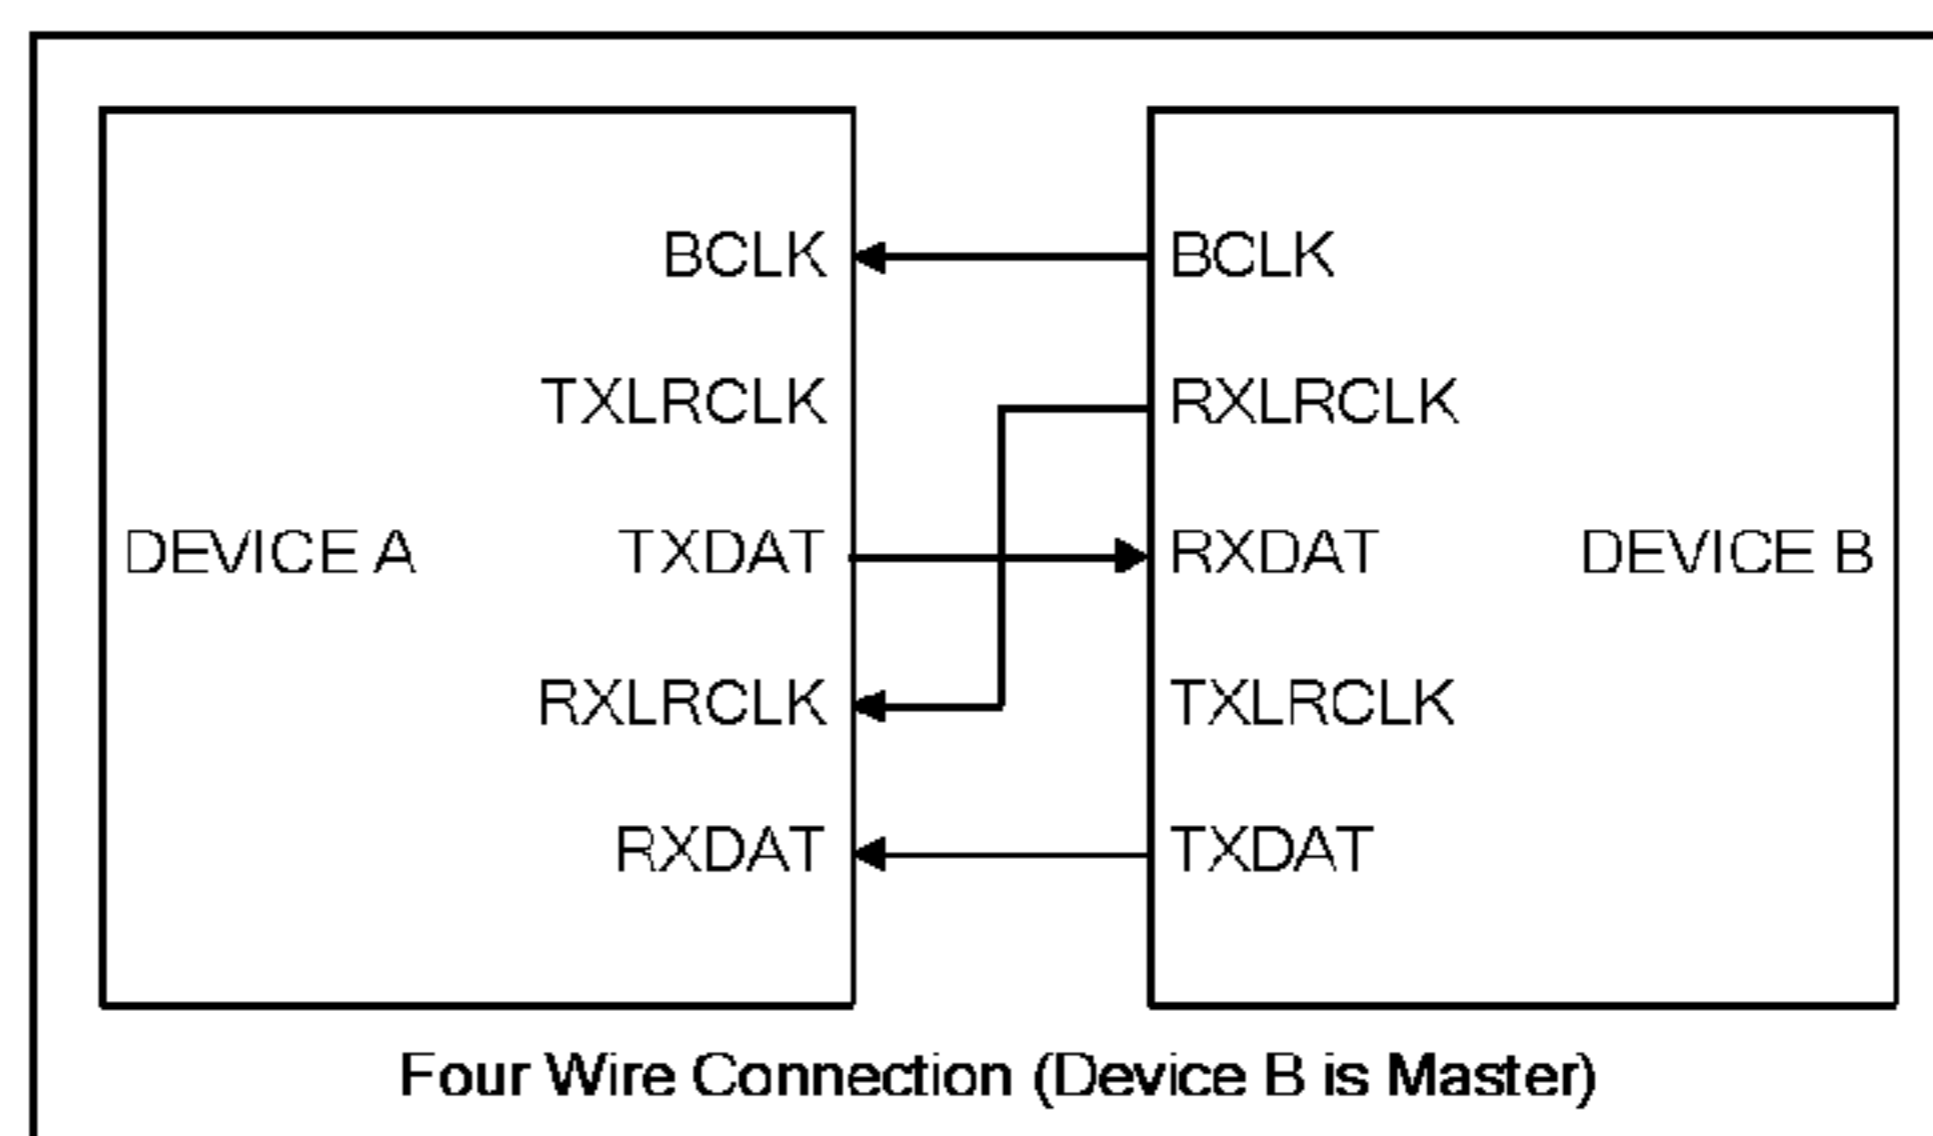 BCLK BCLK
TXLRCLK RXLRCLK
DEVICE A TXDAT RXDAT DEVICE B
RXLRCLK TXLRCLK
RXDAT TXDAT
Four Wire Connection (Device B is Master)